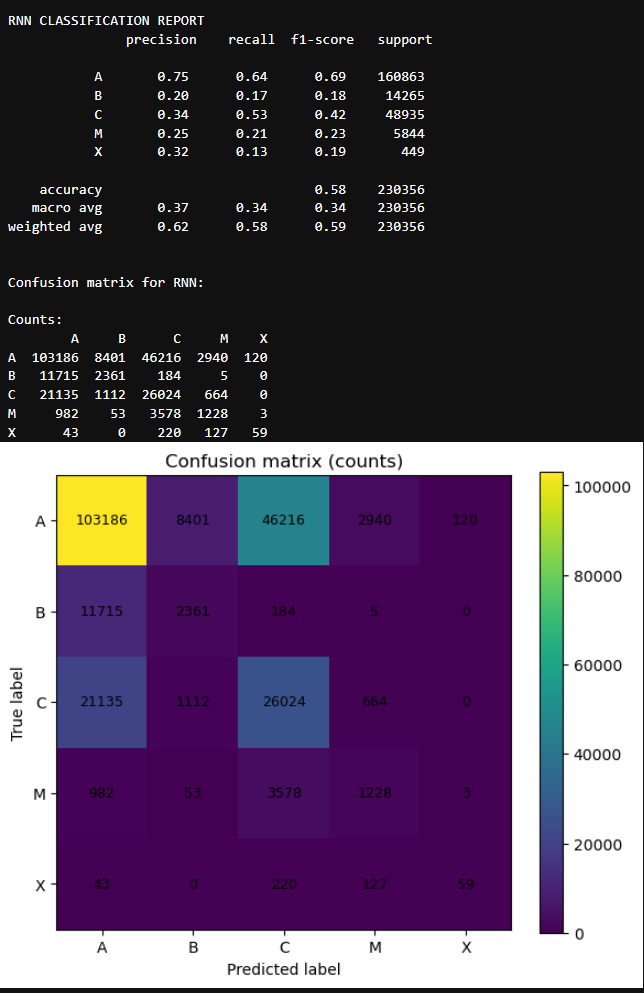 RNN CLASSIFICATION REPORT
precision recall f1-score support
A 0.75 0.64 0.69 160863
B 0.20 0.17 0.18 14265
C 0.34 0.53 0.42 48935
M 0.25 0.21 0.23 5844
X 0.32 0.13 0.19 449
accuracy 0.58 230356
macro avg 0.37 0.34 0.34 230356
weighted avg 0.62 0.58 0.59 230356
Confusion matrix for RNN:
Counts:
A B C M X
A 103186 8401 46216 2940 120
B 11715 2361 184 5 0
C 21135 1112 26024 664 0
M 982 53 3578 1228 3
X 43 0 220 127 59
Confusion matrix (counts)
A 103186 8401 46216 2940 120
B 11715 2361 184 5 0
C 21135 1112 26024 664 0
M 982 53 3578 1228 3
X 43 0 220 127 59
A B C M X
Predicted label
True label
100000
80000
60000
40000
20000
0